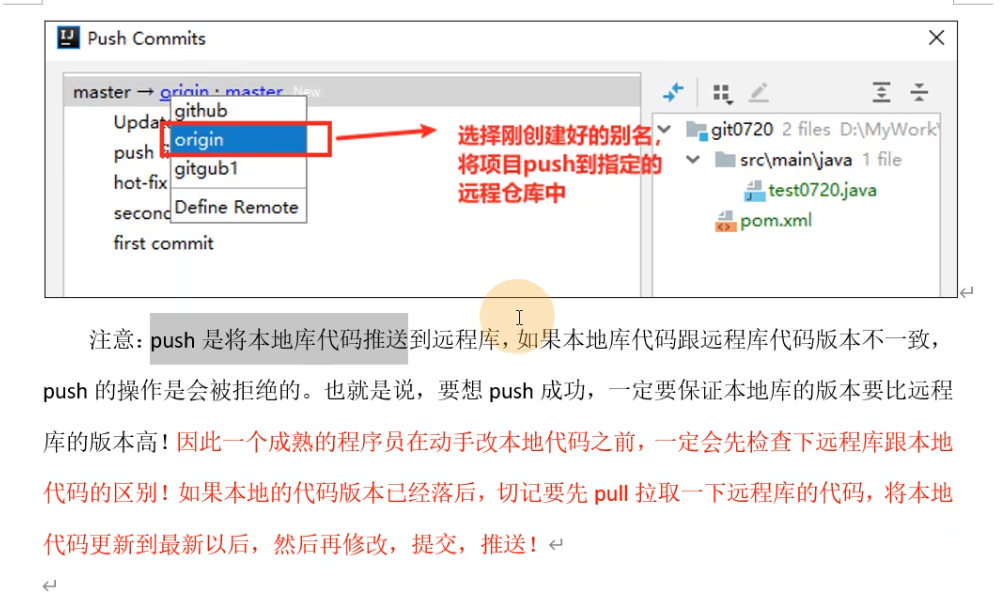 Push Commits
master → origin : master New
github
Updat
origin
push fi
gitgub1
hot-fix
second
Define Remote
first commit
选择刚创建好的别名，
将项目push到指定的
远程仓库中
git0720 2 files D:\MyWork\
src\main\java 1 file
test0720.java
pom.xml
注意：push 是将本地库代码推送到远程库，如果本地库代码跟远程库代码版本不一致，
push 的操作是会被拒绝的。也就是说，要想 push 成功，一定要保证本地库的版本要比远程
库的版本高！因此一个成熟的程序员在动手改本地代码之前，一定会先检查下远程库跟本地
代码的区别！如果本地的代码版本已经落后，切记要先 pull 拉取一下远程库的代码，将本地
代码更新到最新以后，然后再修改，提交，推送！